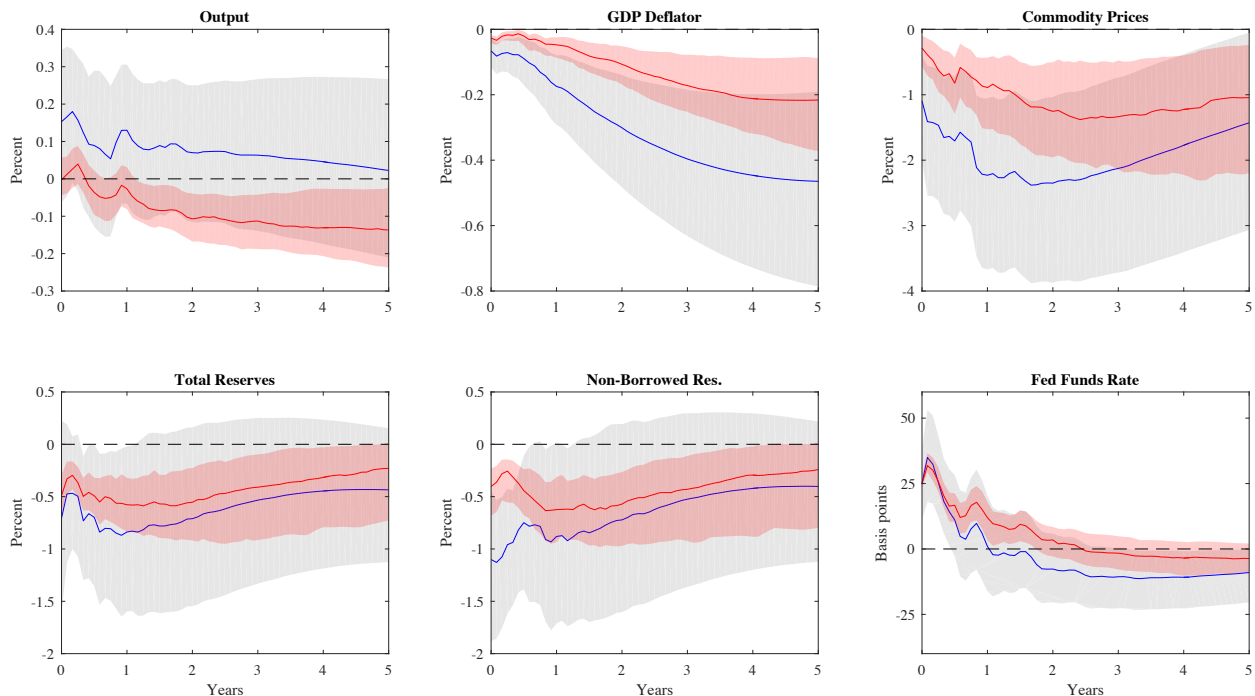 Output
0.4
0.3
0.2
0.1
0
-0.1
-0.2
-0.3
Percent
0 1 2 3 4 5
GDP Deflator
0
-0.2
-0.4
-0.6
-0.8
Percent
0 1 2 3 4 5
Commodity Prices
0
-1
-2
-3
-4
Percent
0 1 2 3 4 5
Total Reserves
0.5
0
-0.5
-1
-1.5
-2
Percent
0 1 2 3 4 5
Years
Non-Borrowed Res.
0.5
0
-0.5
-1
-1.5
-2
Percent
0 1 2 3 4 5
Years
Fed Funds Rate
50
25
0
-25
Basis points
0 1 2 3 4 5
Years